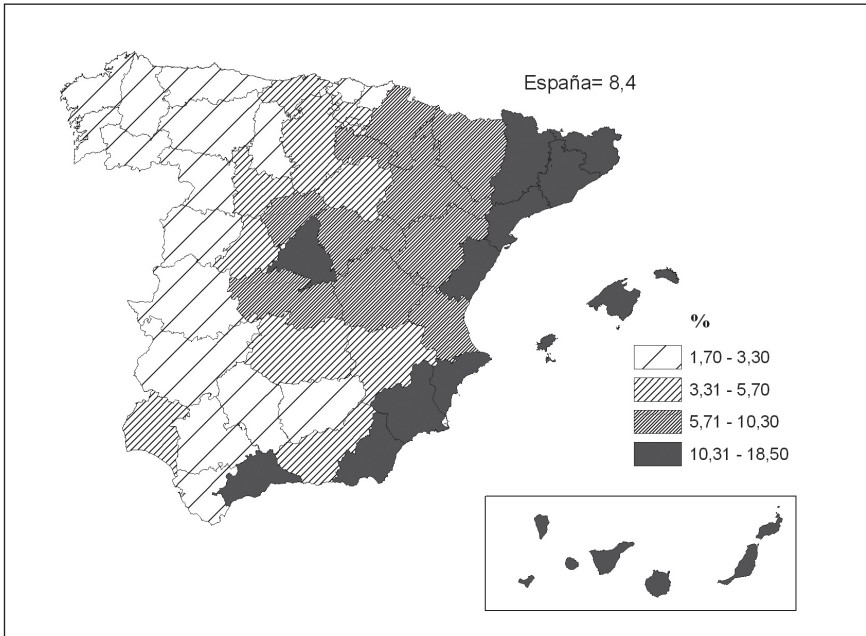 España= 8,4
%
1,70 - 3,30
3,31 - 5,70
5,71 - 10,30
10,31 - 18,50